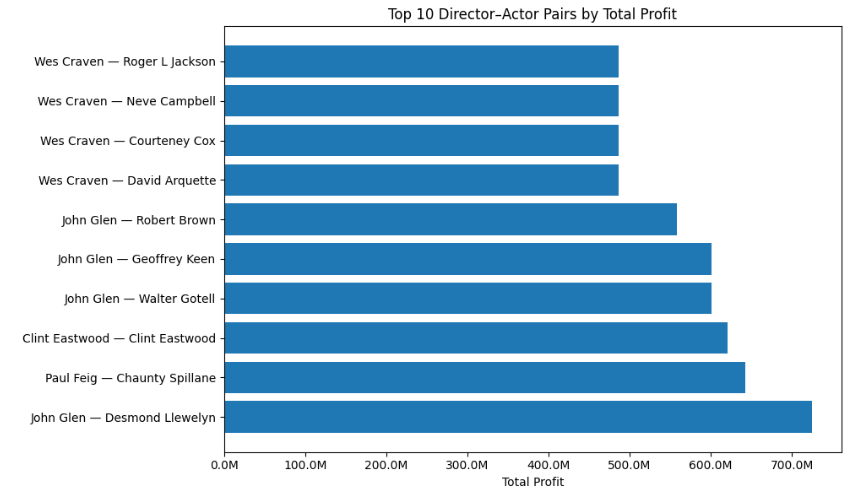 Top 10 Director–Actor Pairs by Total Profit
Wes Craven — Roger L Jackson
Wes Craven — Neve Campbell
Wes Craven — Courteney Cox
Wes Craven — David Arquette
John Glen — Robert Brown
John Glen — Geoffrey Keen
John Glen — Walter Gotell
Clint Eastwood — Clint Eastwood
Paul Feig — Chaunty Spillane
John Glen — Desmond Llewelyn
0.0M 100.0M 200.0M 300.0M 400.0M 500.0M 600.0M 700.0M
Total Profit